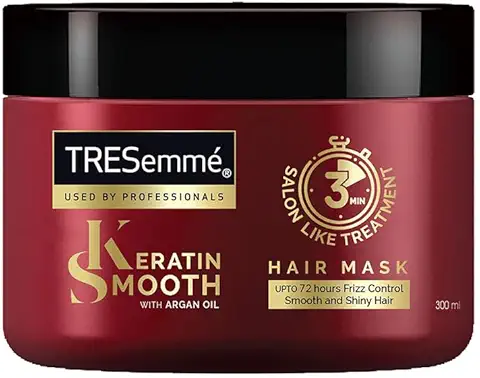 TRESemmé®
USED BY PROFESSIONALS
KERATIN
SMOOTH
WITH ARGAN OIL
3
MIN
SALON LIKE TREATMENT
HAIR MASK
UPTO 72 hours Frizz Control
Smooth and Shiny Hair
300 ml